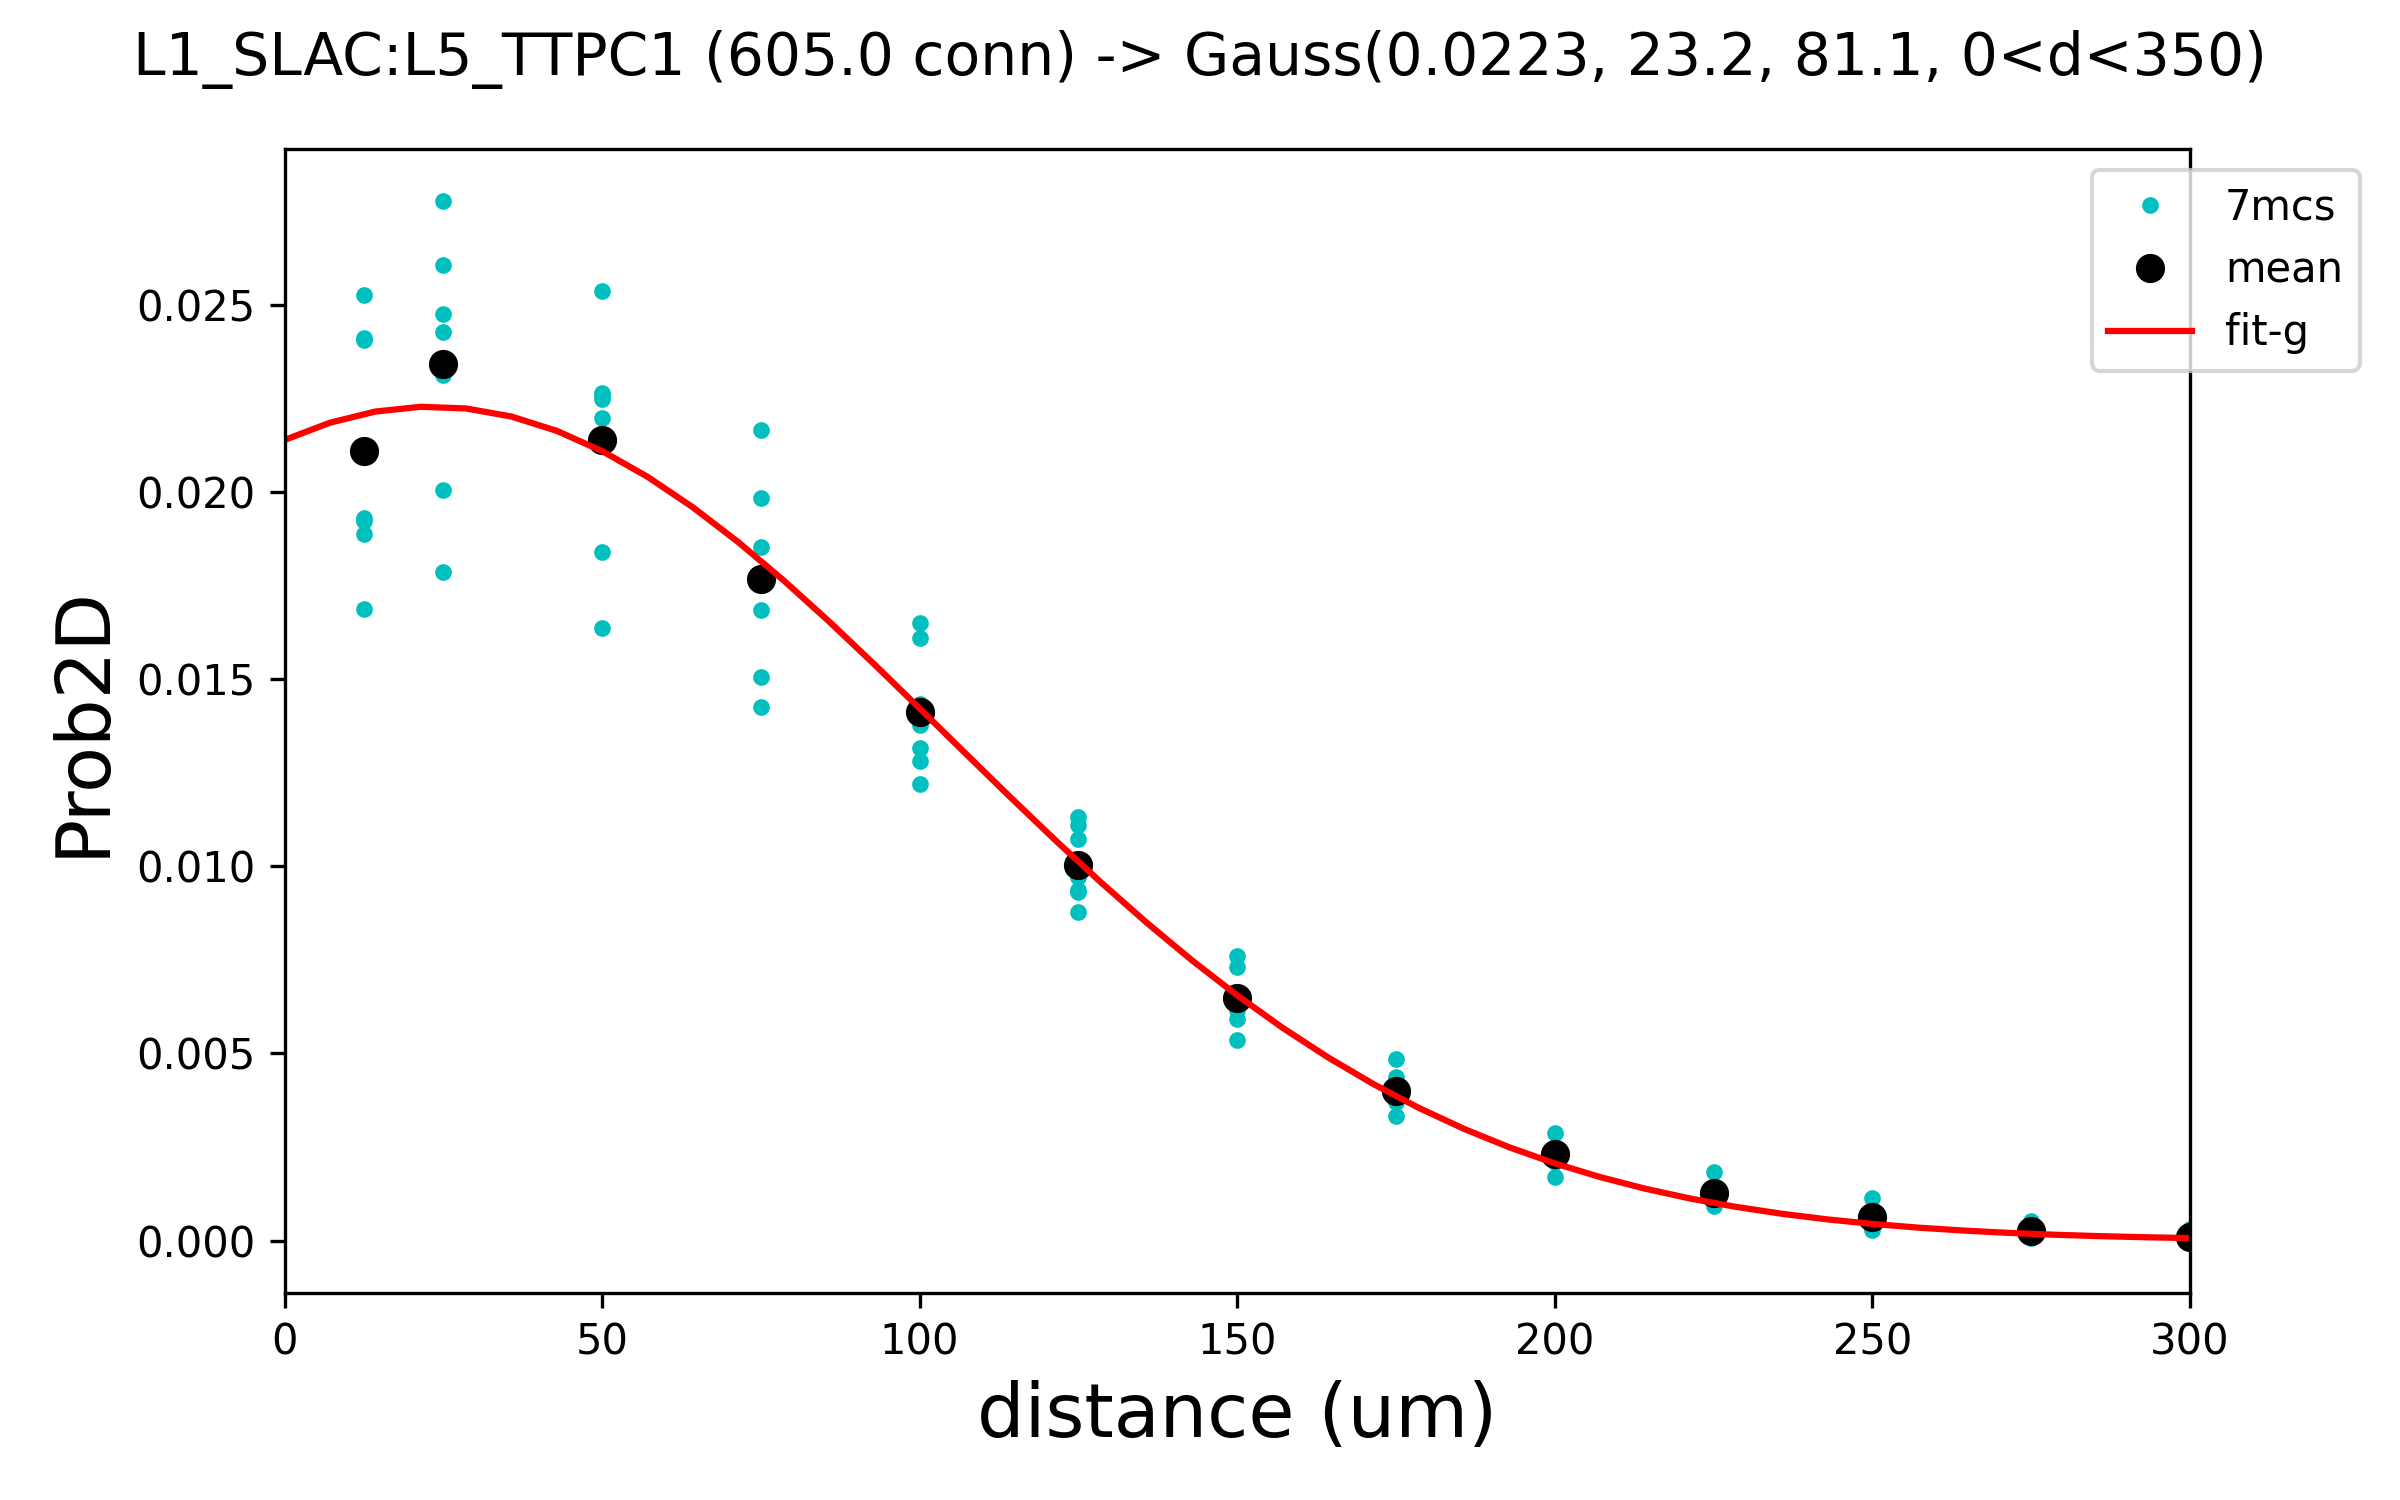 L1_SLAC:L5_TTPC1 (605.0 conn) -> Gauss(0.0223, 23.2, 81.1, 0<d<350)
7mcs
mean
fit-g
0.025
0.020
0.015
0.010
0.005
0.000
Prob2D
0 50 100 150 200 250 300
distance (um)